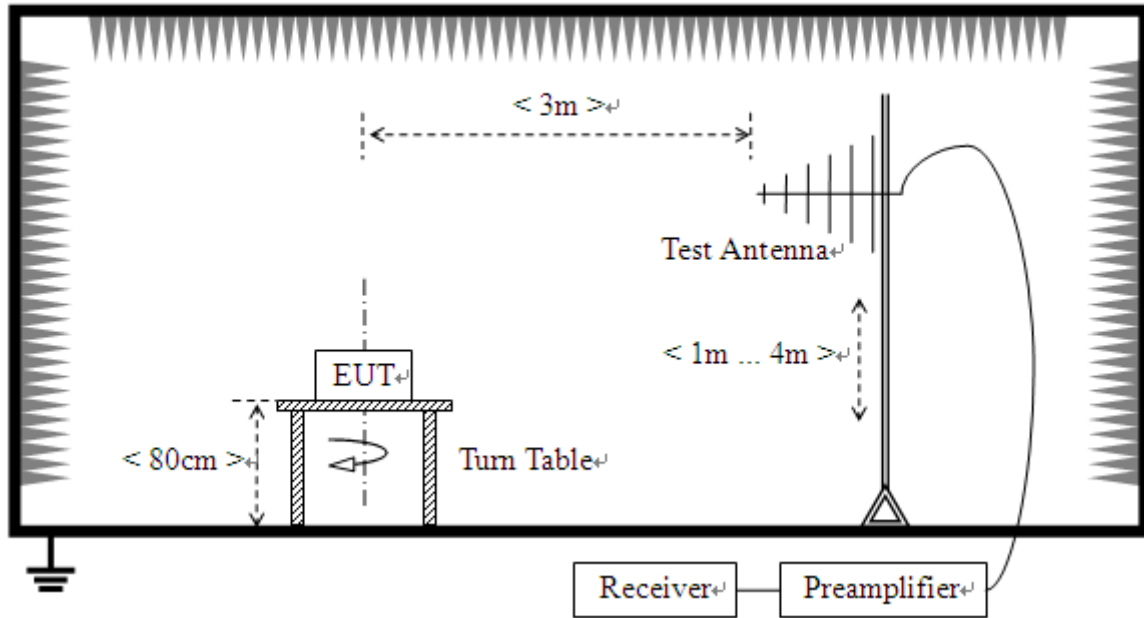 < 3m >↵
Test Antenna↵
< 1m ... 4m >↵
EUT↵
< 80cm >↵
Turn Table↵
Receiver↵
Preamplifier↵